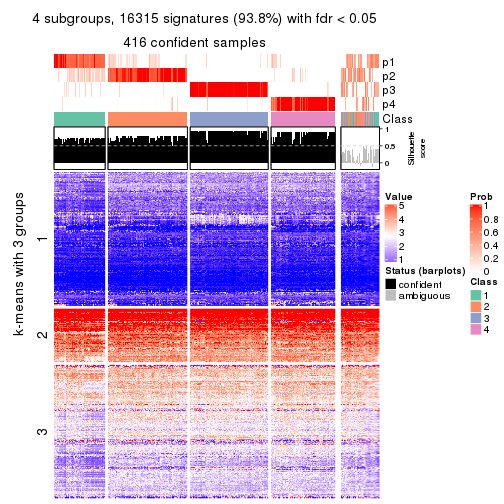 4 subgroups, 16315 signatures (93.8%) with fdr < 0.05
416 confident samples
p1
p2
p3
p4
Class
1
0.5
0
Silhouette
score
k-means with 3 groups
1
2
3
Value
5
4
3
2
1
Status (barplots)
confident
ambiguous
Prob
1
0.8
0.6
0.4
0.2
0
Class
1
2
3
4